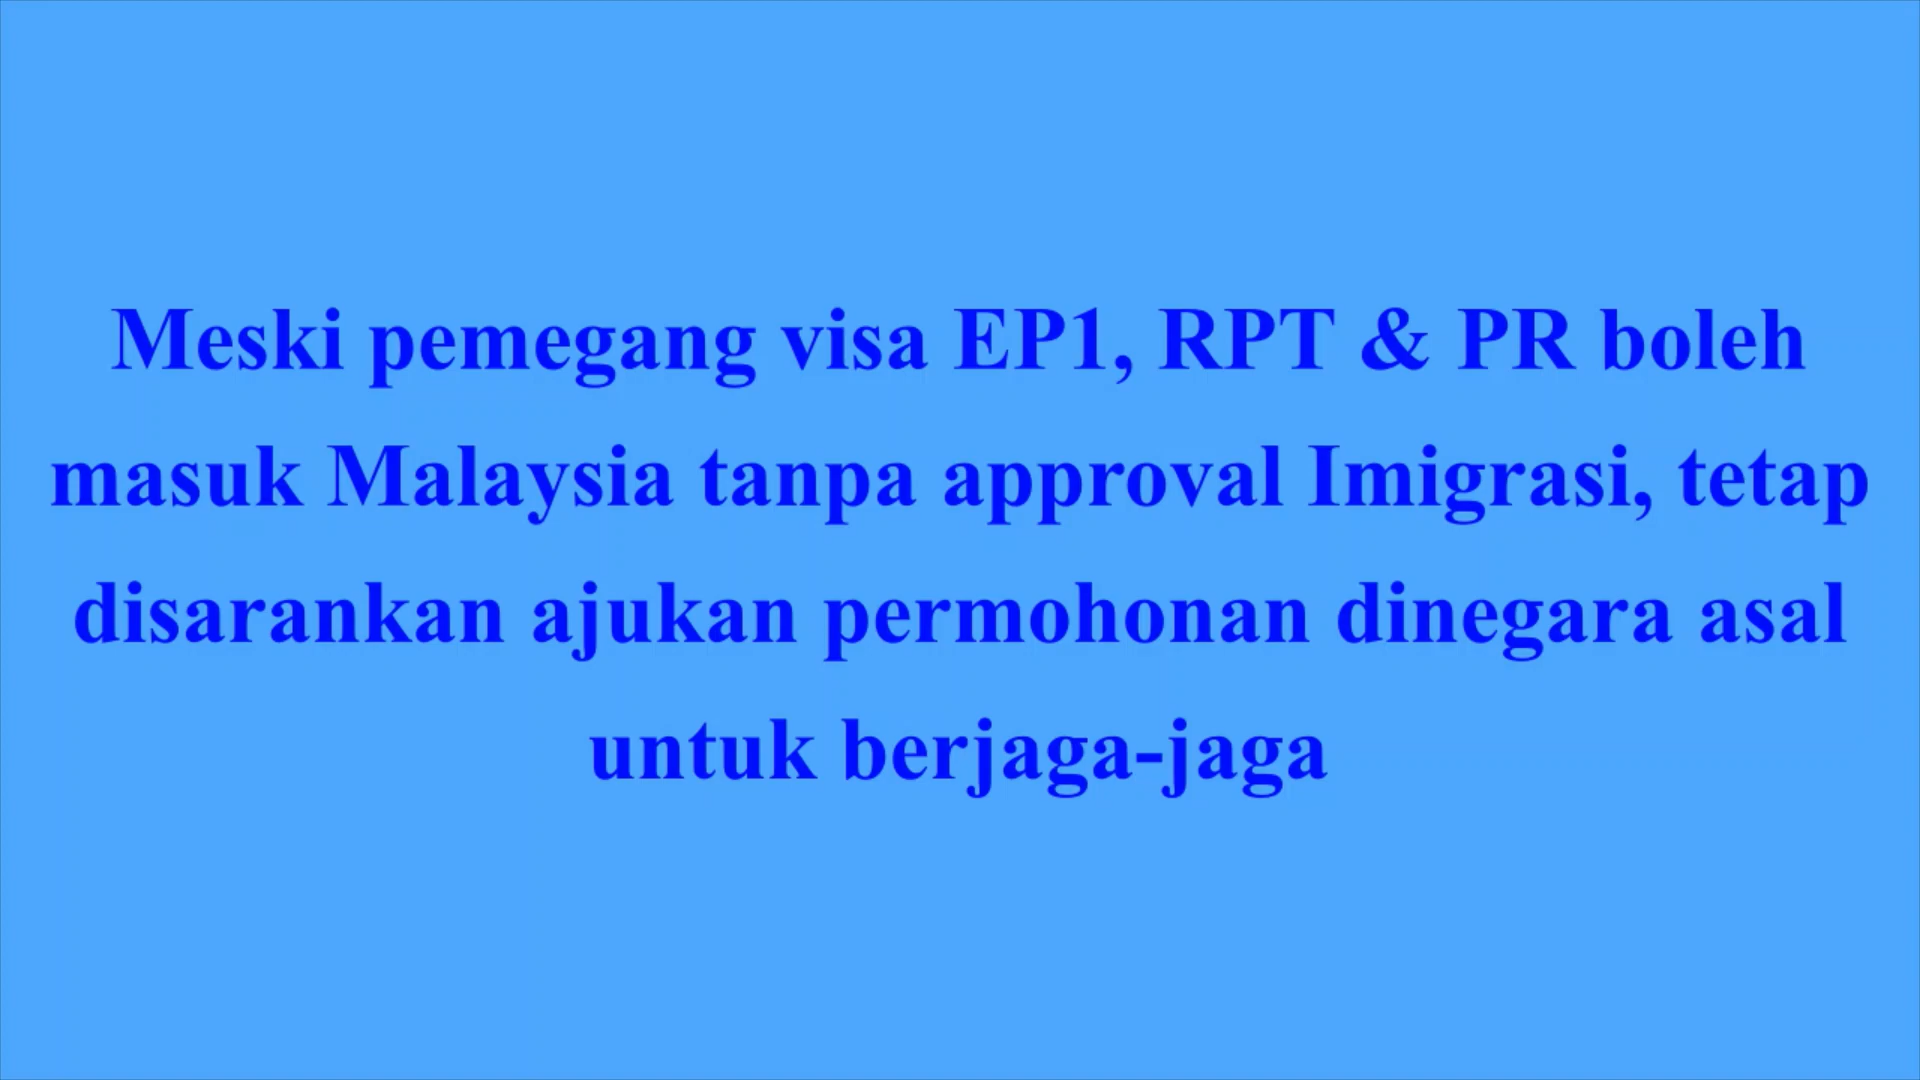 Meski pemegang visa EP1, RPT & PR boleh
masuk Malaysia tanpa approval Imigrasi, tetap
disarankan ajukan permohonan dinegara asal
untuk berjaga-jaga